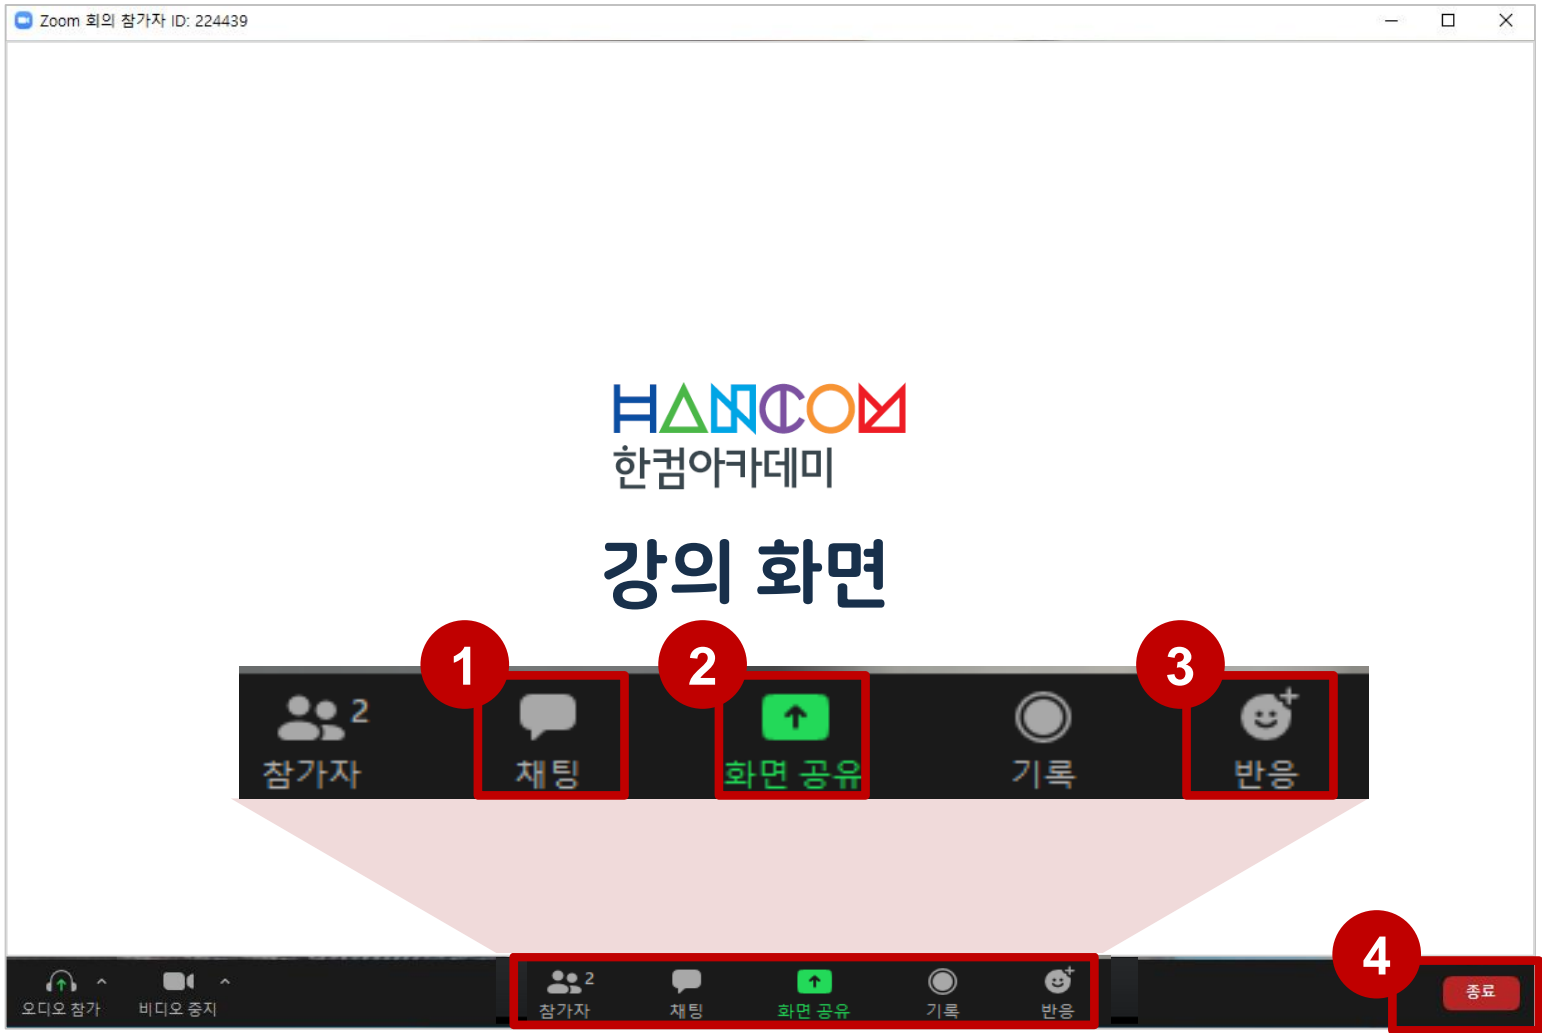 Zoom 회의 참가자 ID: 224439
HANCOM
한컴아카데미
강의 화면
1
2
3
2
참가자
채팅
화면 공유
기록
반응
4
오디오 참가
비디오 중지
2
참가자
채팅
화면 공유
기록
반응
종료